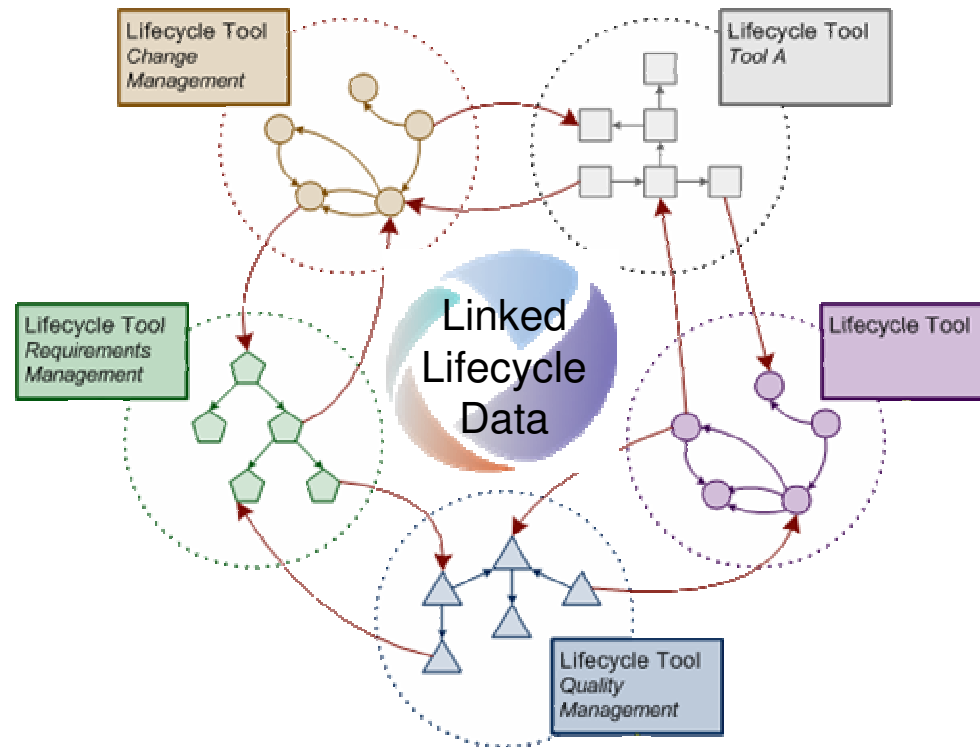 Lifecycle Tool
Change
Management
Lifecycle Tool
Tool A
Linked
Lifecycle
Data
Lifecycle Tool
Requirements
Management
Lifecycle Tool
Lifecycle Tool
Quality
Management